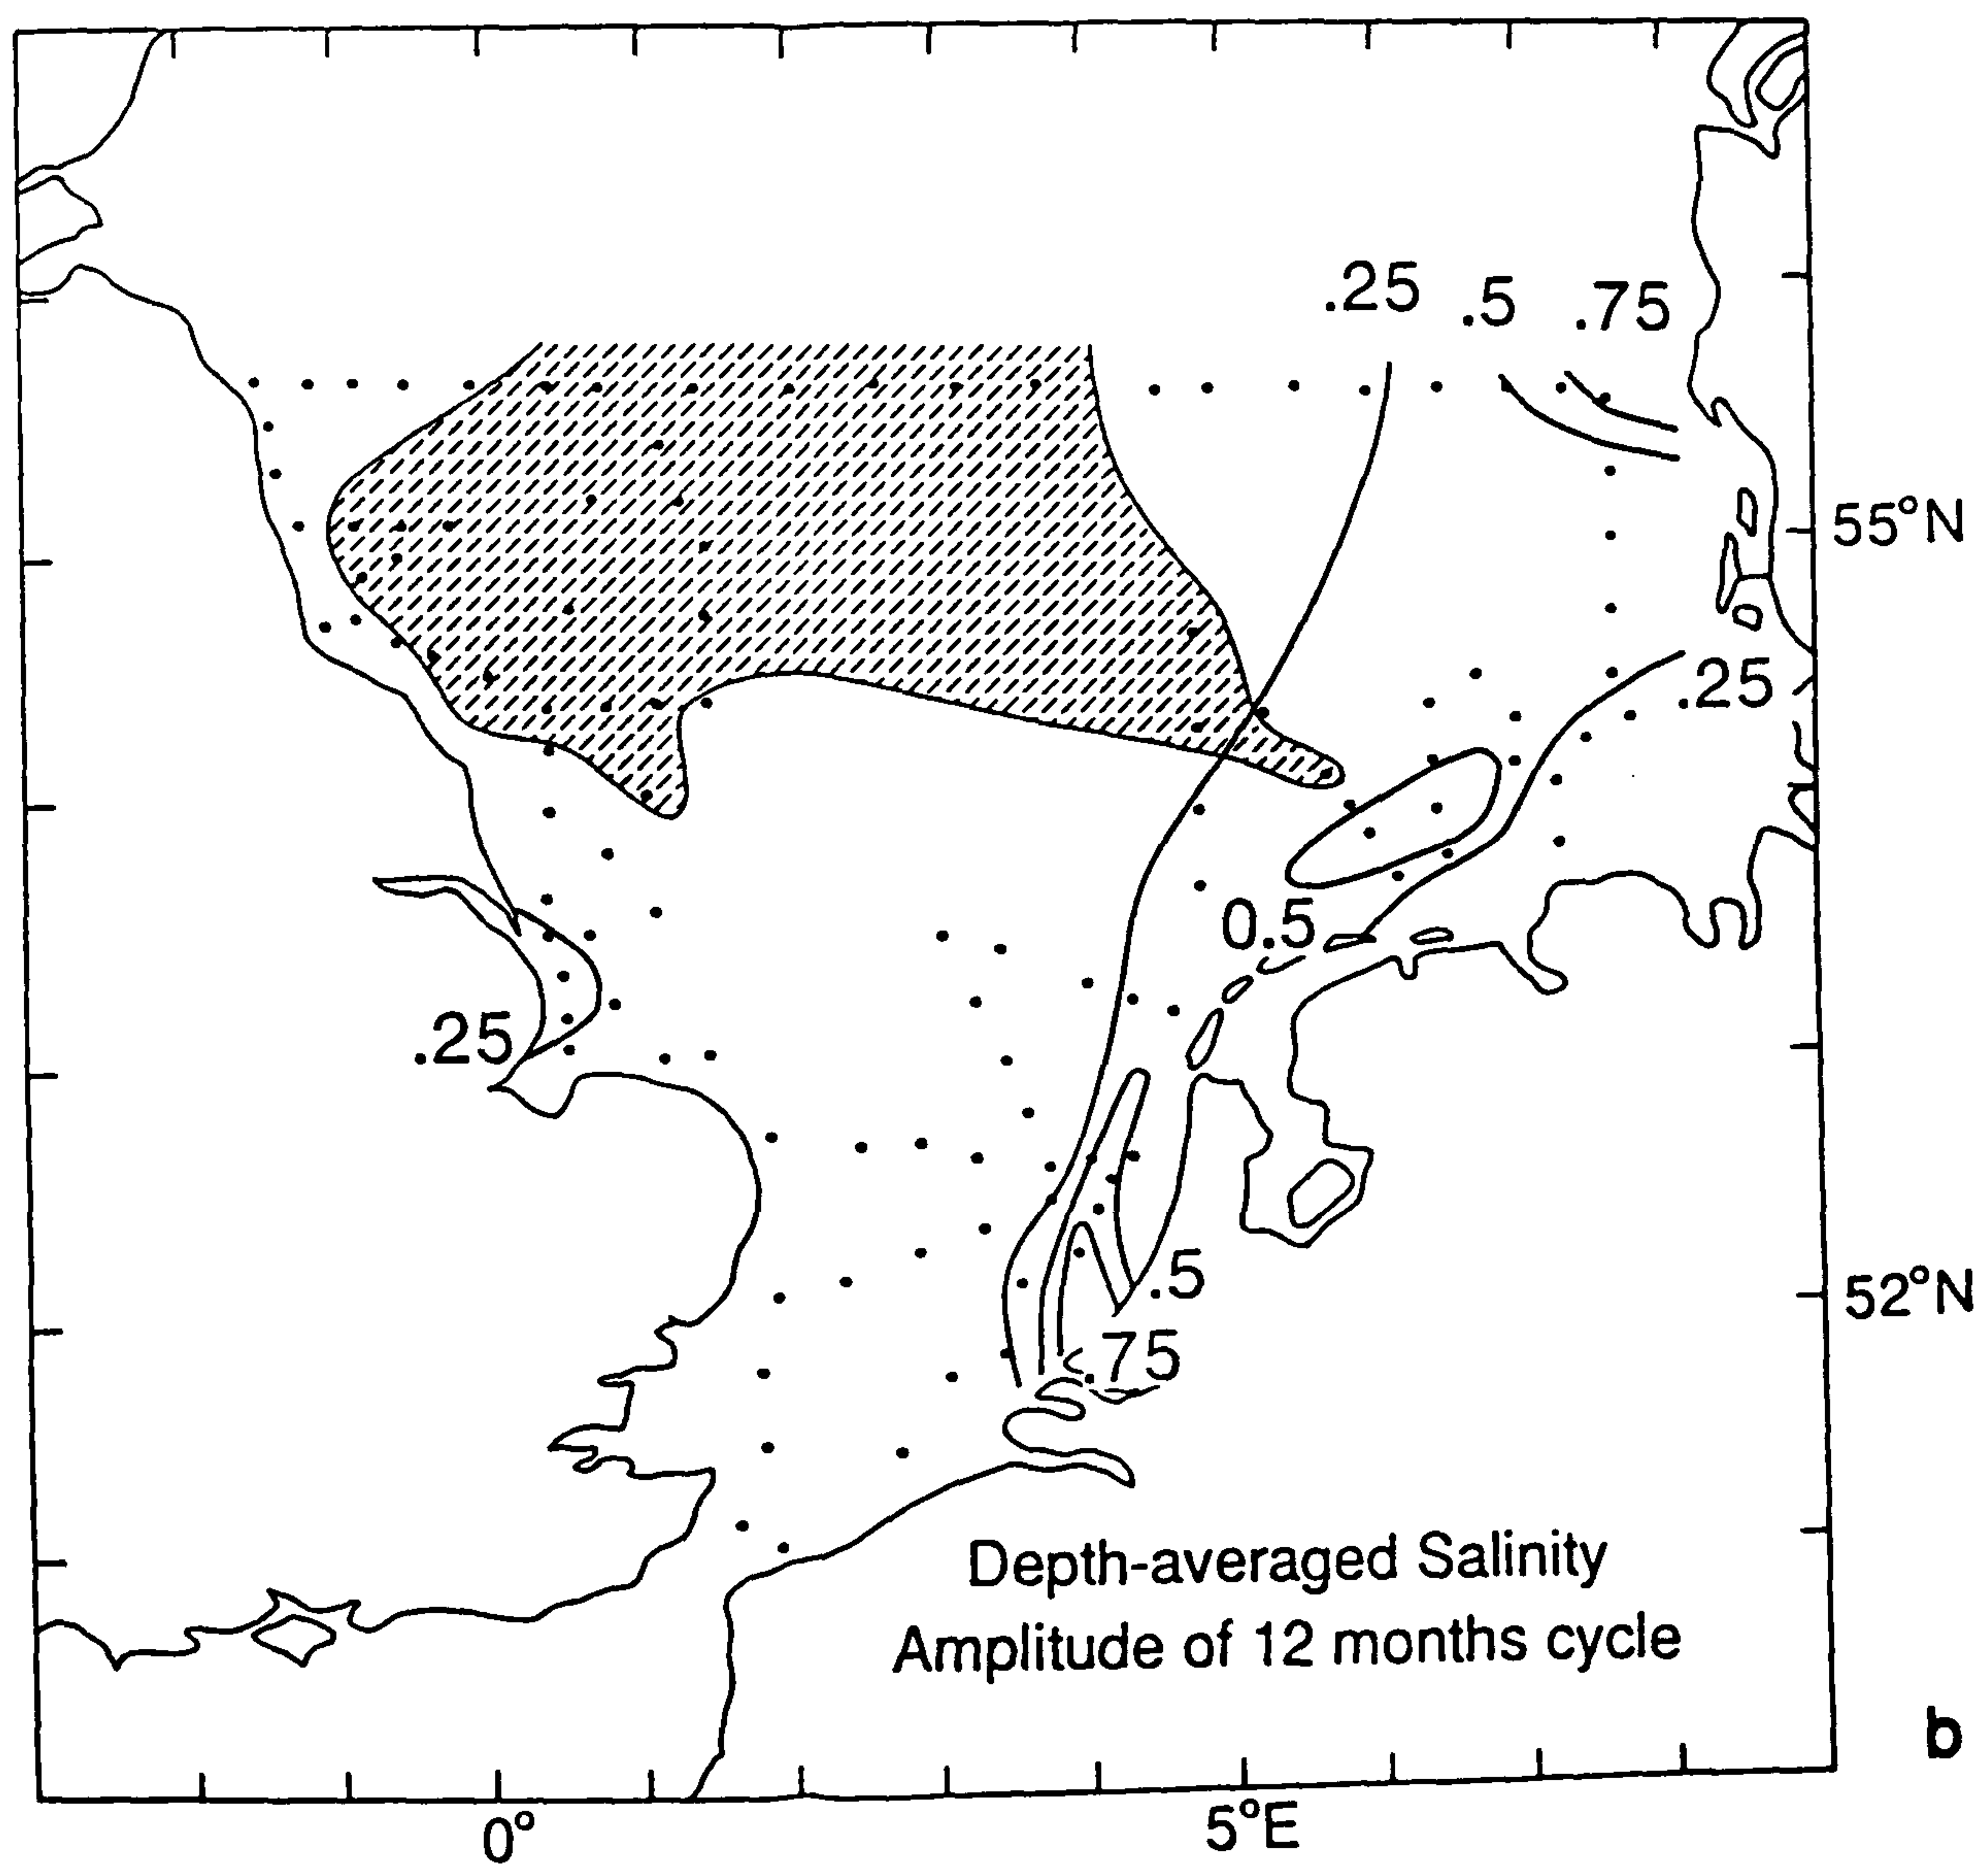 .25 .5 .75
55°N
.25
0.5
.25
.5
52°N
.75
Depth-averaged Salinity
Amplitude of 12 months cycle
b
0° 5°E